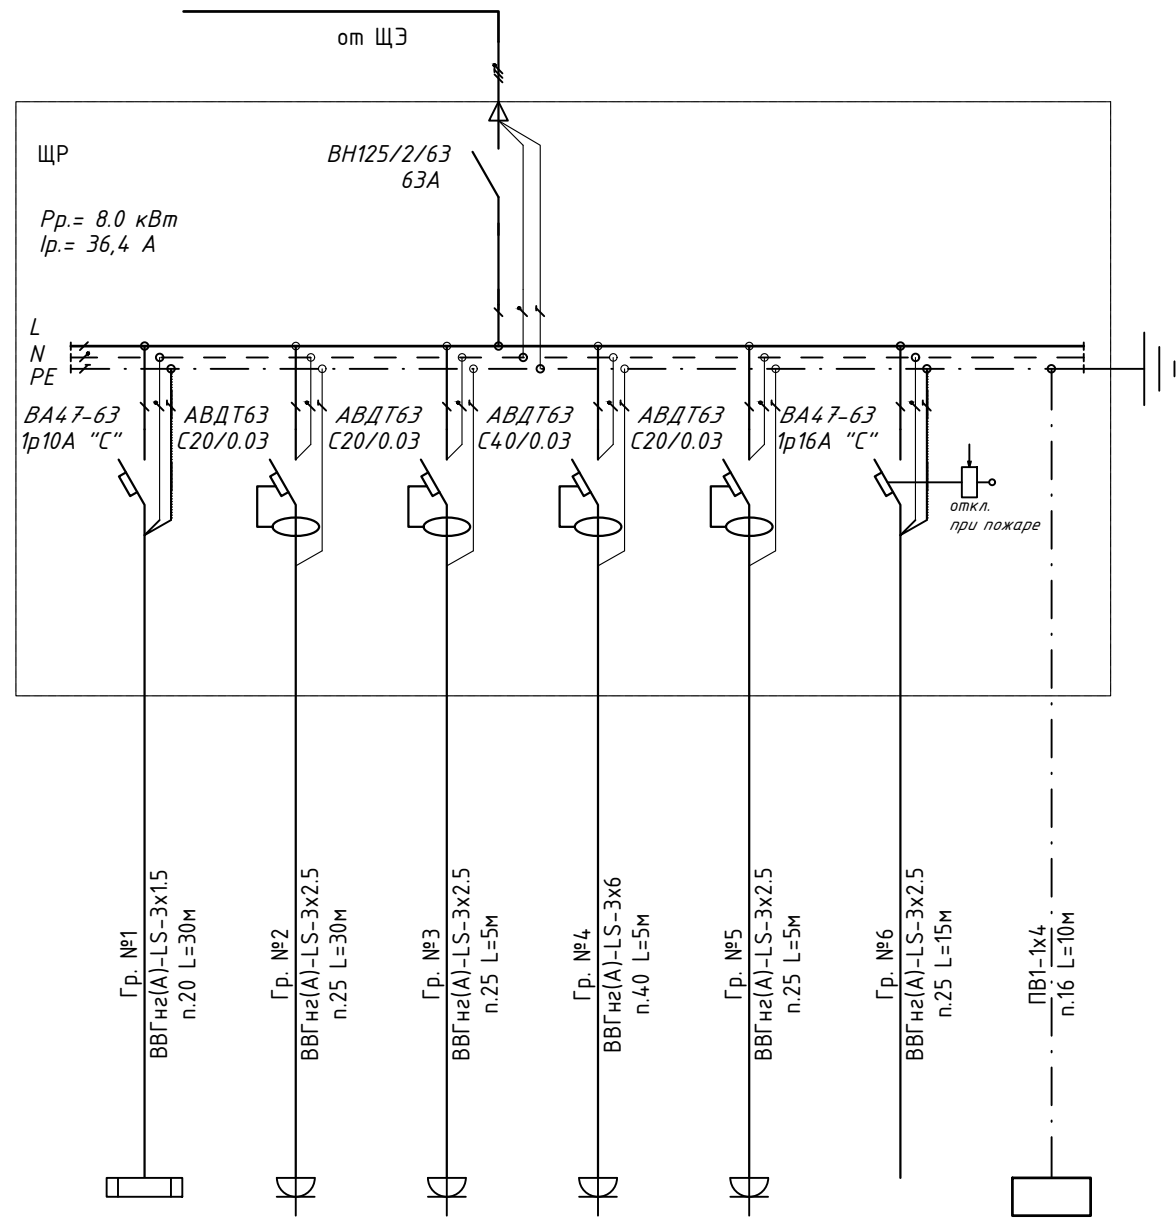 от ЩЭ
ЩР
ВН125/2/63
63А
Рр.= 8.0 кВт
Iр.= 36,4 А
L
N
PE
ВА47-63
1р10А "С"
АВДТ63
С20/0.03
АВДТ63
С20/0.03
АВДТ63
С40/0.03
АВДТ63
С20/0.03
ВА47-63
1р16А "С"
откл.
при пожаре
Гр. №1
ВВГнг(А)-LS-3х1.5
п.20 L=30м
Гр. №2
ВВГнг(А)-LS-3х2.5
п.25 L=30м
Гр. №3
ВВГнг(А)-LS-3х2.5
п.25 L=5м
Гр. №4
ВВГнг(А)-LS-3х6
п.40 L=5м
Гр. №5
ВВГнг(А)-LS-3х2.5
п.25 L=5м
Гр. №6
ВВГнг(А)-LS-3х2.5
п.25 L=15м
ПВ1-1х4
п.16 L=10м